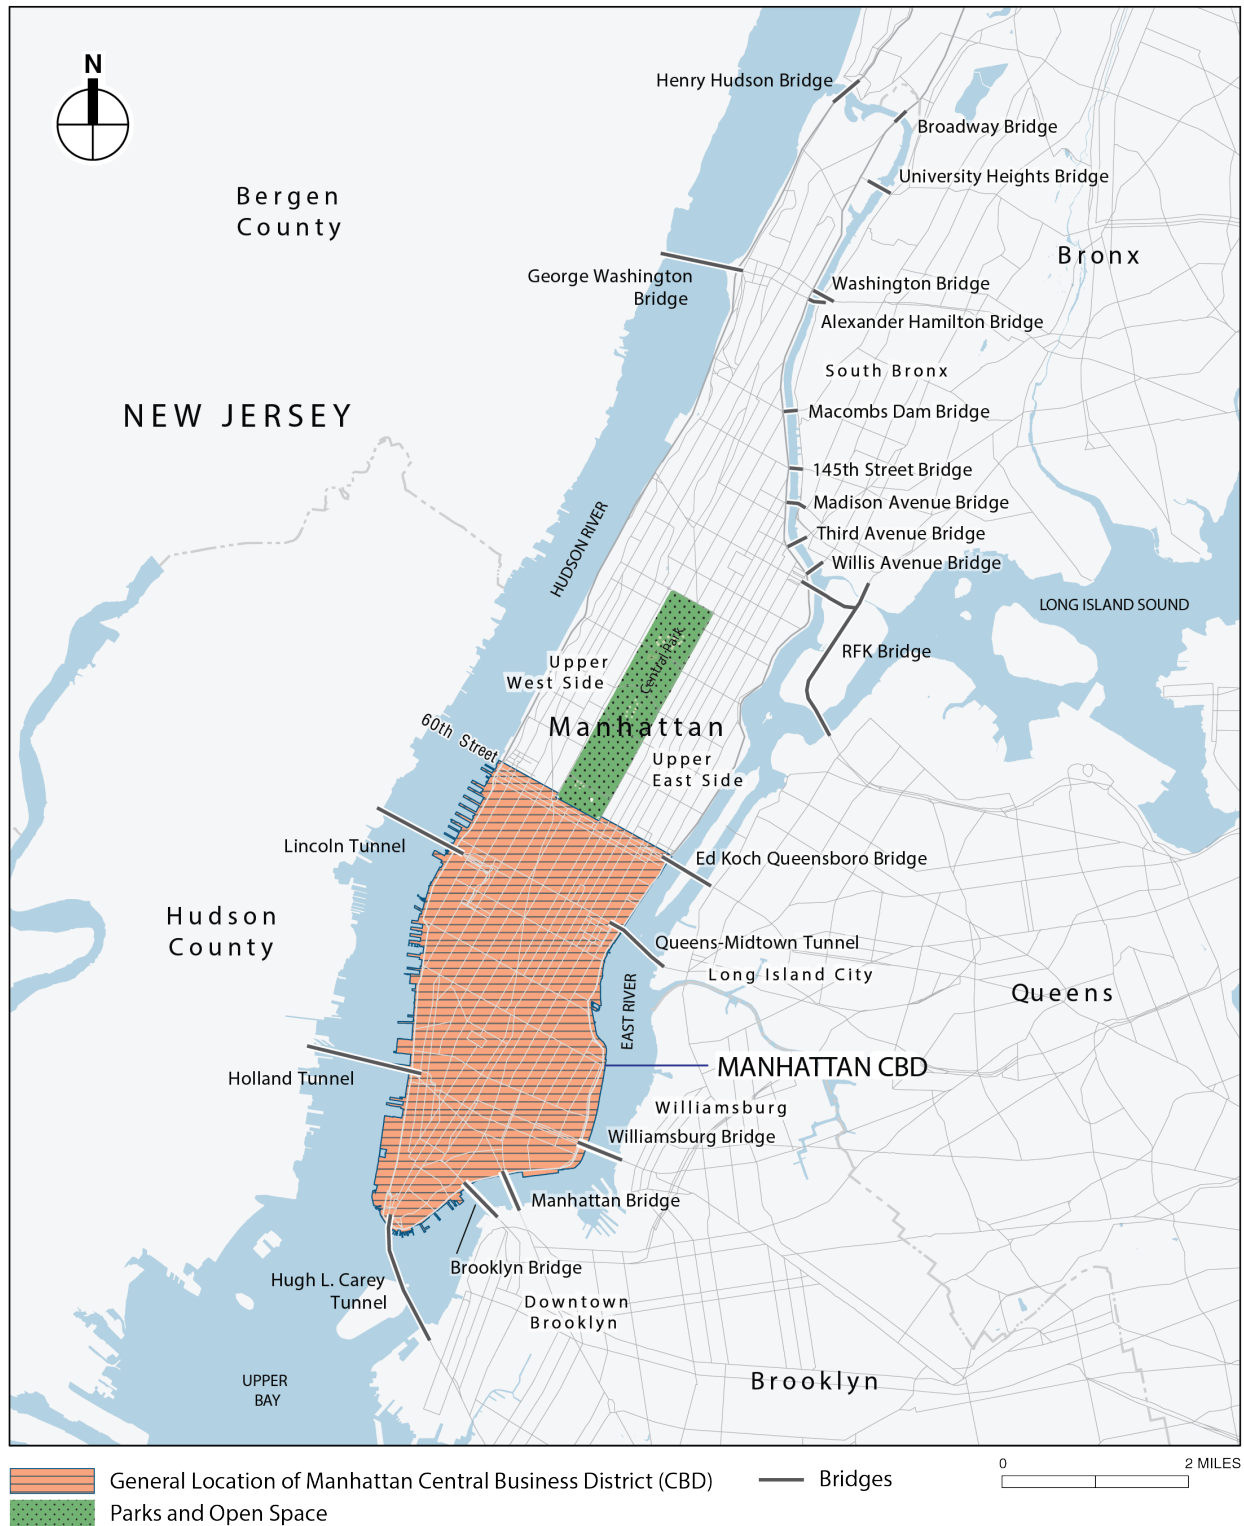 N
Henry Hudson Bridge
Broadway Bridge
University Heights Bridge
Bergen
County
Bronx
George Washington
Bridge
Washington Bridge
Alexander Hamilton Bridge
South Bronx
NEW JERSEY
Macombs Dam Bridge
145th Street Bridge
Madison Avenue Bridge
Third Avenue Bridge
HUDSON RIVER
Willis Avenue Bridge
LONG ISLAND SOUND
RFK Bridge
Central Park
Upper
West Side
Manhattan
60th Street
Upper
East Side
Lincoln Tunnel
Ed Koch Queensboro Bridge
Hudson
County
Queens-Midtown Tunnel
Long Island City
Queens
EAST RIVER
MANHATTAN CBD
Holland Tunnel
Williamsburg
Williamsburg Bridge
Manhattan Bridge
Brooklyn Bridge
Hugh L. Carey
Tunnel
Downtown
Brooklyn
UPPER
BAY
Brooklyn
General Location of Manhattan Central Business District (CBD)
Bridges
0 2 MILES
Parks and Open Space